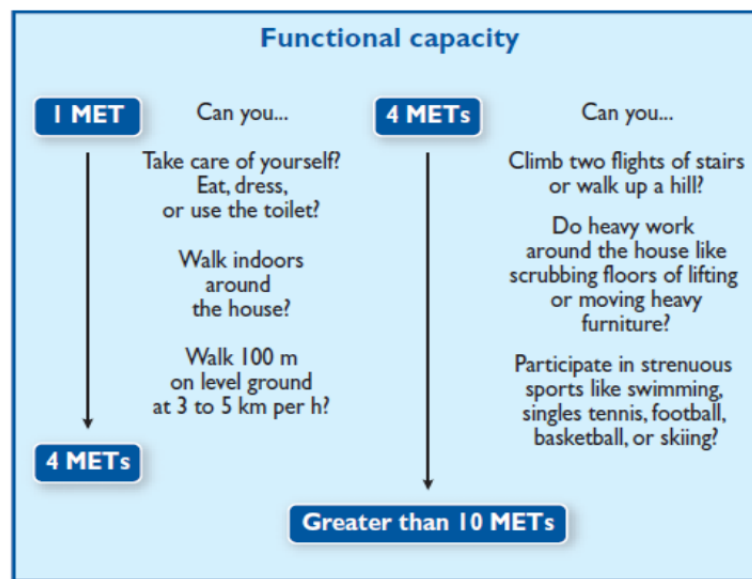 Functional capacity
1 MET
Can you...
Take care of yourself?
Eat, dress,
or use the toilet?
Walk indoors
around
the house?
Walk 100 m
on level ground
at 3 to 5 km per h?
4 METs
4 METs
Can you...
Climb two flights of stairs
or walk up a hill?
Do heavy work
around the house like
scrubbing floors of lifting
or moving heavy
furniture?
Participate in strenuous
sports like swimming,
singles tennis, football,
basketball, or skiing?
Greater than 10 METs